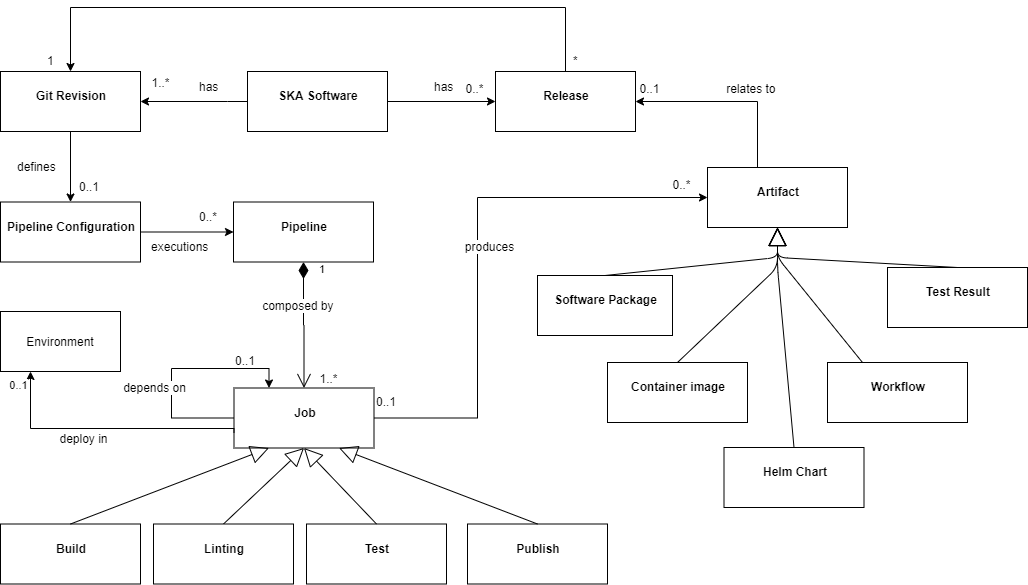 1
*
1..*
has
has
0..*
0..1
relates to
Git Revision
SKA Software
Release
defines
0..1
0..*
Artifact
0..*
Pipeline Configuration
executions
Pipeline
produces
1
composed by
Software Package
Test Result
Environment
0..1
0..1
depends on
1..*
Container image
Workflow
Job
0..1
deploy in
Helm Chart
Build
Linting
Test
Publish